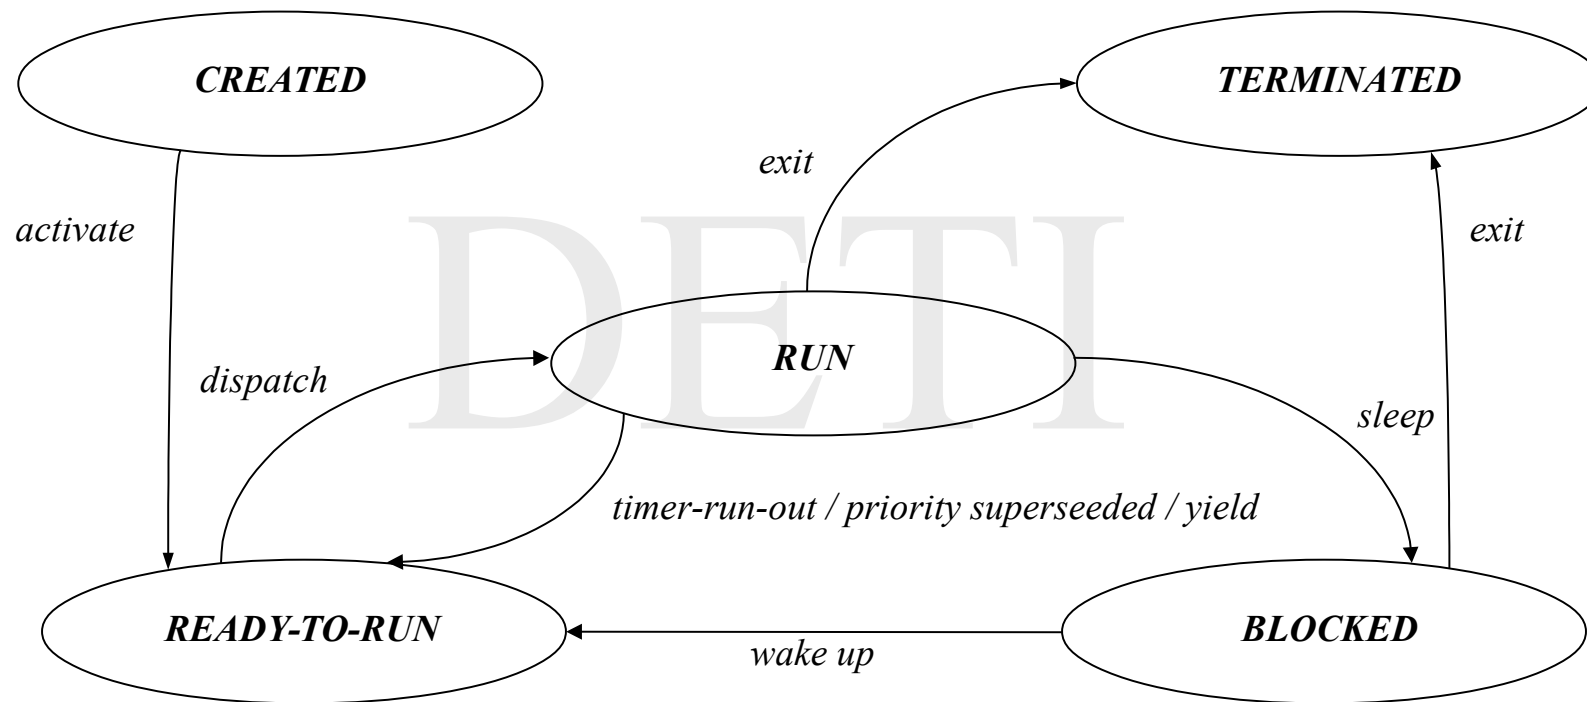 CREATED
TERMINATED
exit
activate
exit
DETI
RUN
dispatch
sleep
timer-run-out / priority superseeded / yield
READY-TO-RUN
BLOCKED
wake up